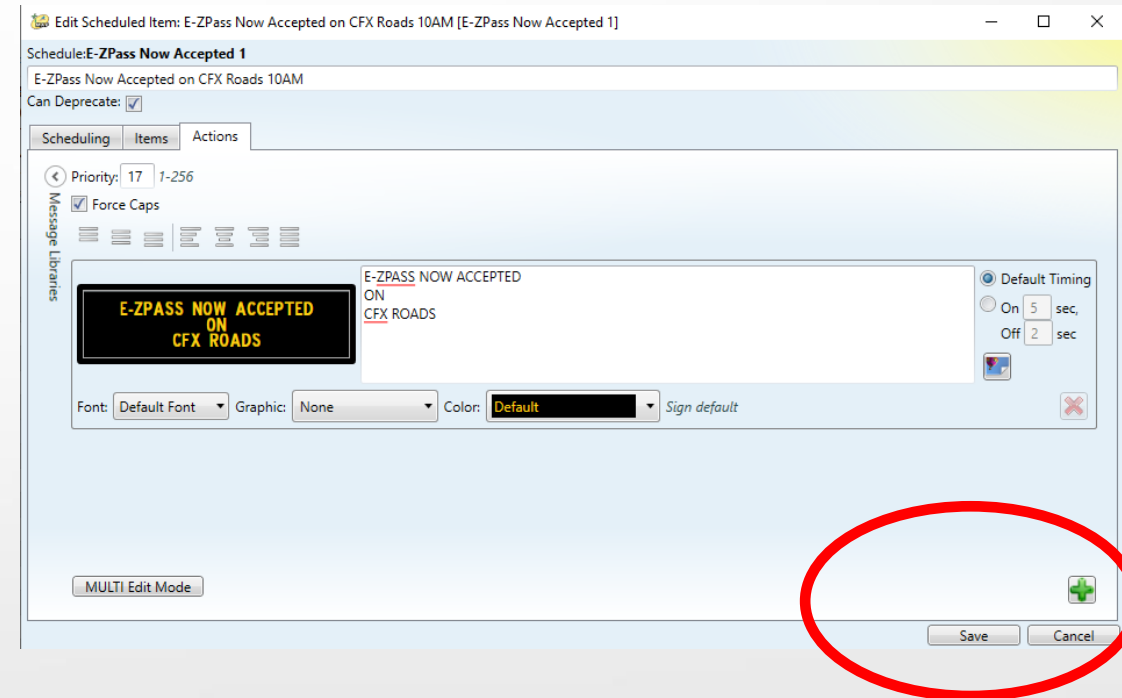 Edit Scheduled Item: E-ZPass Now Accepted on CFX Roads 10AM [E-ZPass Now Accepted 1]
Schedule:E-ZPass Now Accepted 1
E-ZPass Now Accepted on CFX Roads 10AM
Can Deprecate:
Scheduling Items Actions
Priority: 17 1-256
Force Caps
Message Libraries
E-ZPASS NOW ACCEPTED
ON
CFX ROADS
E-ZPASS NOW ACCEPTED
ON
CFX ROADS
Default Timing
On 5 sec,
Off 2 sec
Font: Default Font Graphic: None Color: Default Sign default
MULTI Edit Mode
Save Cancel